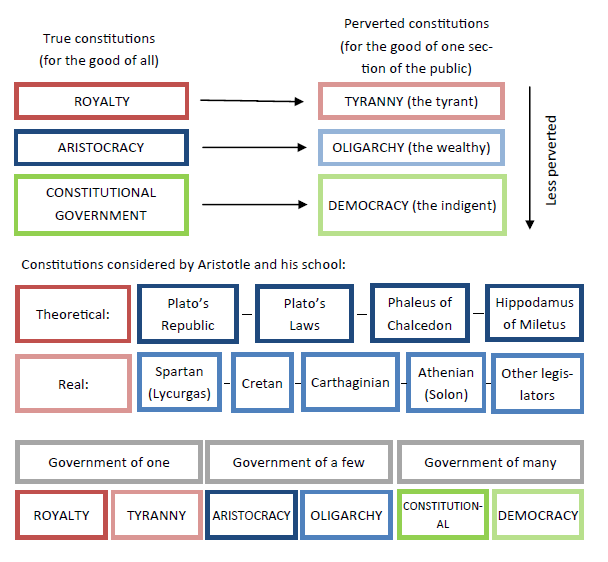 True constitutions
(for the good of all)
Perverted constitutions
(for the good of one sec-
tion of the public)
ROYALTY
TYRANNY (the tyrant)
ARISTOCRACY
OLIGARCHY (the wealthy)
CONSTITUTIONAL
GOVERNMENT
DEMOCRACY (the indigent)
Less perverted
Constitutions considered by Aristotle and his school:
Theoretical:
Plato's
Republic
Plato's
Laws
Phaleus of
Chalcedon
Hippodamus
of Miletus
Real:
Spartan
(Lycurgas)
Cretan
Carthaginian
Athenian
(Solon)
Other legis-
lators
Government of one
Government of a few
Government of many
ROYALTY
TYRANNY
ARISTOCRACY
OLIGARCHY
CONSTITUTION-
AL
DEMOCRACY